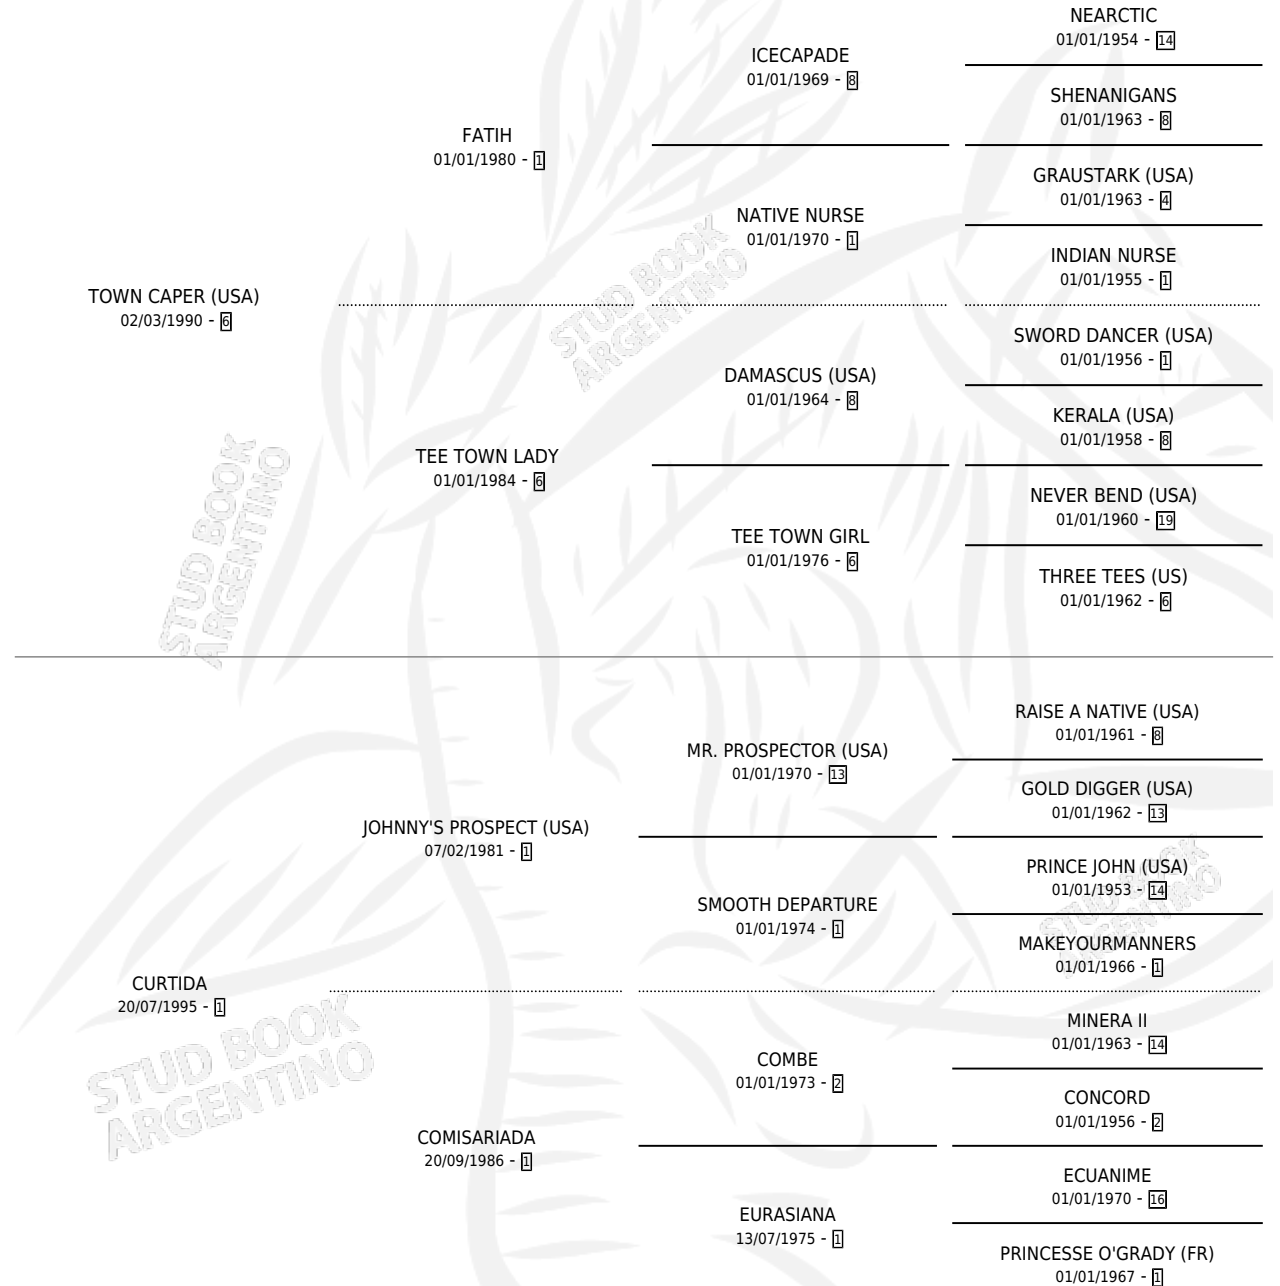 NEARCTIC
01/01/1954 - 14
ICECAPADE
01/01/1969 - 8
SHENANIGANS
01/01/1963 - 8
FATIH
01/01/1980 - 1
GRAUSTARK (USA)
01/01/1963 - 4
NATIVE NURSE
01/01/1970 - 1
INDIAN NURSE
01/01/1955 - 1
TOWN CAPER (USA)
02/03/1990 - 6
STUD BOOK
ARGENTINO
SWORD DANCER (USA)
01/01/1956 - 1
DAMASCUS (USA)
01/01/1964 - 8
KERALA (USA)
01/01/1958 - 8
TEE TOWN LADY
01/01/1984 - 6
NEVER BEND (USA)
01/01/1960 - 19
TEE TOWN GIRL
01/01/1976 - 6
THREE TEES (US)
01/01/1962 - 6
STUD BOOK
ARGENTINO
RAISE A NATIVE (USA)
01/01/1961 - 8
MR. PROSPECTOR (USA)
01/01/1970 - 13
GOLD DIGGER (USA)
01/01/1962 - 13
JOHNNY'S PROSPECT (USA)
07/02/1981 - 1
PRINCE JOHN (USA)
01/01/1953 - 14
SMOOTH DEPARTURE
01/01/1974 - 1
STUD BOOK
ARGENTINO
MAKEYOURMANNERS
01/01/1966 - 1
CURTIDA
20/07/1995 - 1
MINERA II
01/01/1963 - 14
COMBE
01/01/1973 - 2
CONCORD
01/01/1956 - 2
STUD BOOK
ARGENTINO
COMISARIADA
20/09/1986 - 1
ECUANIME
01/01/1970 - 16
EURASIANA
13/07/1975 - 1
PRINCESSE O'GRADY (FR)
01/01/1967 - 1